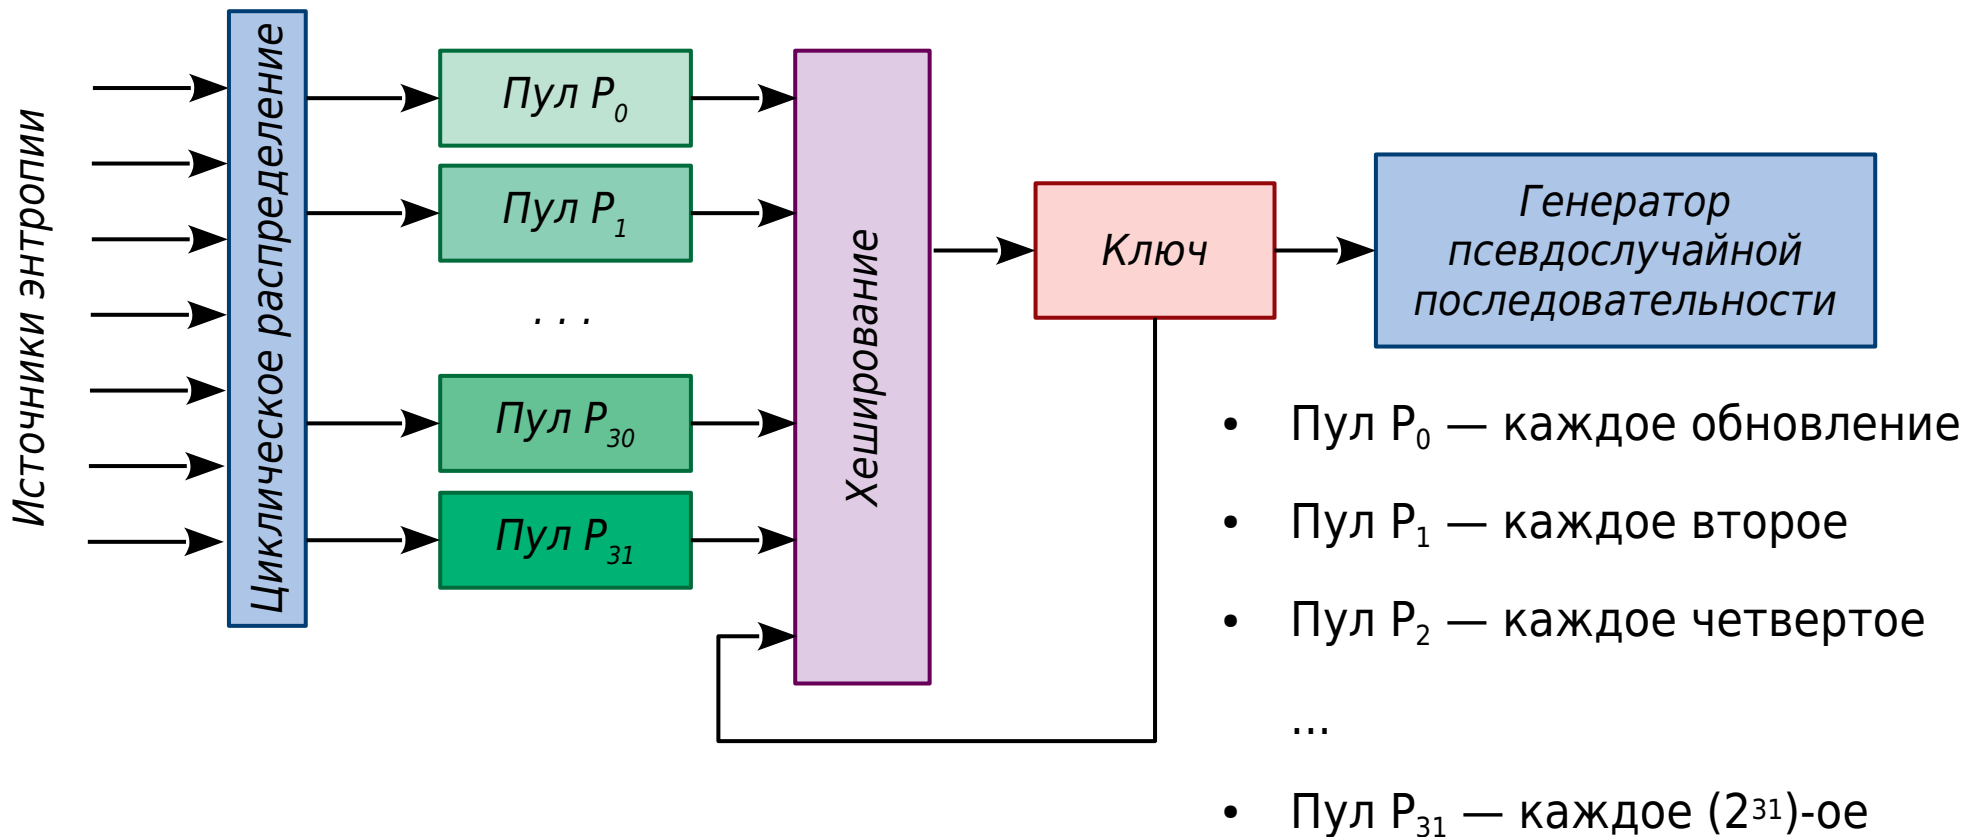 Источники энтропии
Циклическое распределение
Пул P₀
Пул P₁
. . .
Пул P₃₀
Пул P₃₁
Хеширование
Ключ
Генератор
псевдослучайной
последовательности
• Пул P₀ — каждое обновление
• Пул P₁ — каждое второе
• Пул P₂ — каждое четвертое
...
• Пул P₃₁ — каждое (2³¹)-ое